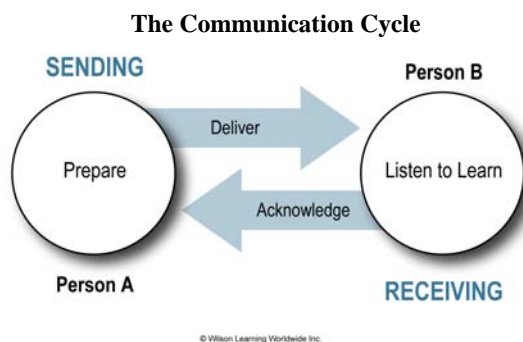 The Communication Cycle
SENDING
Person B
Deliver
Prepare
Listen to Learn
Acknowledge
Person A
RECEIVING
© Wilson Learning Worldwide Inc.